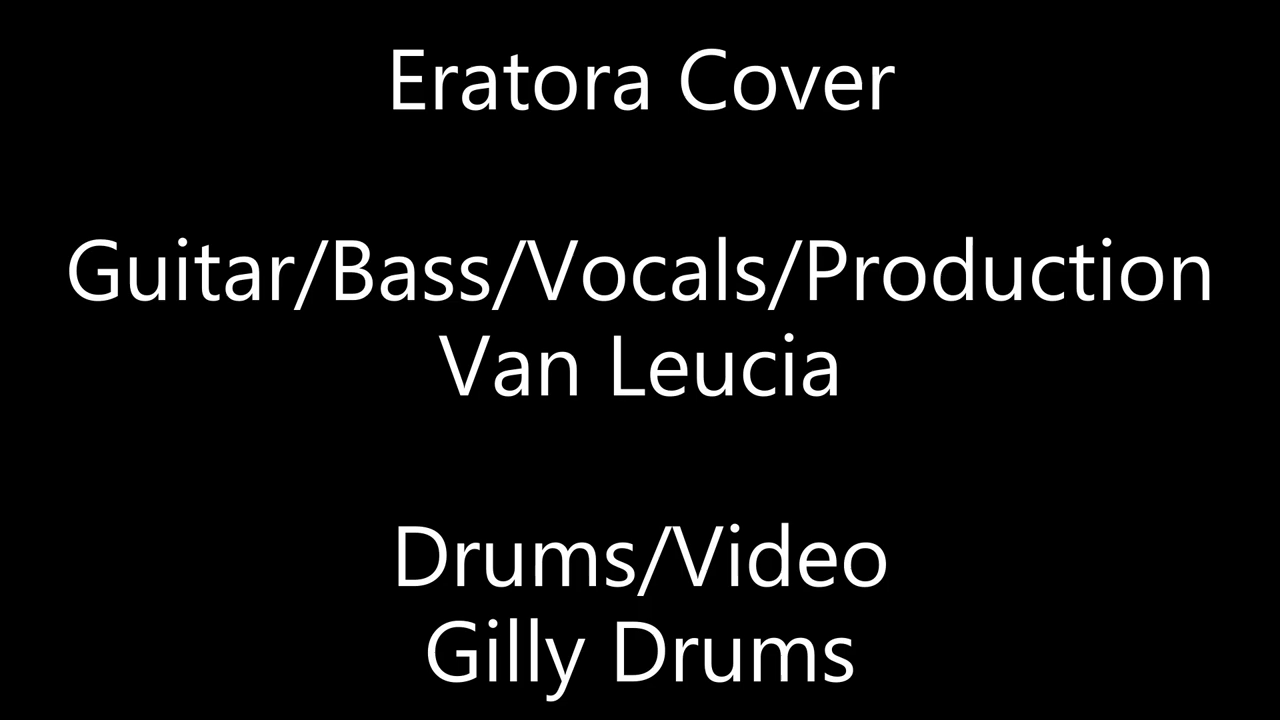 Eratora Cover
Guitar/Bass/Vocals/Production
Van Leucia
Drums/Video
Gilly Drums